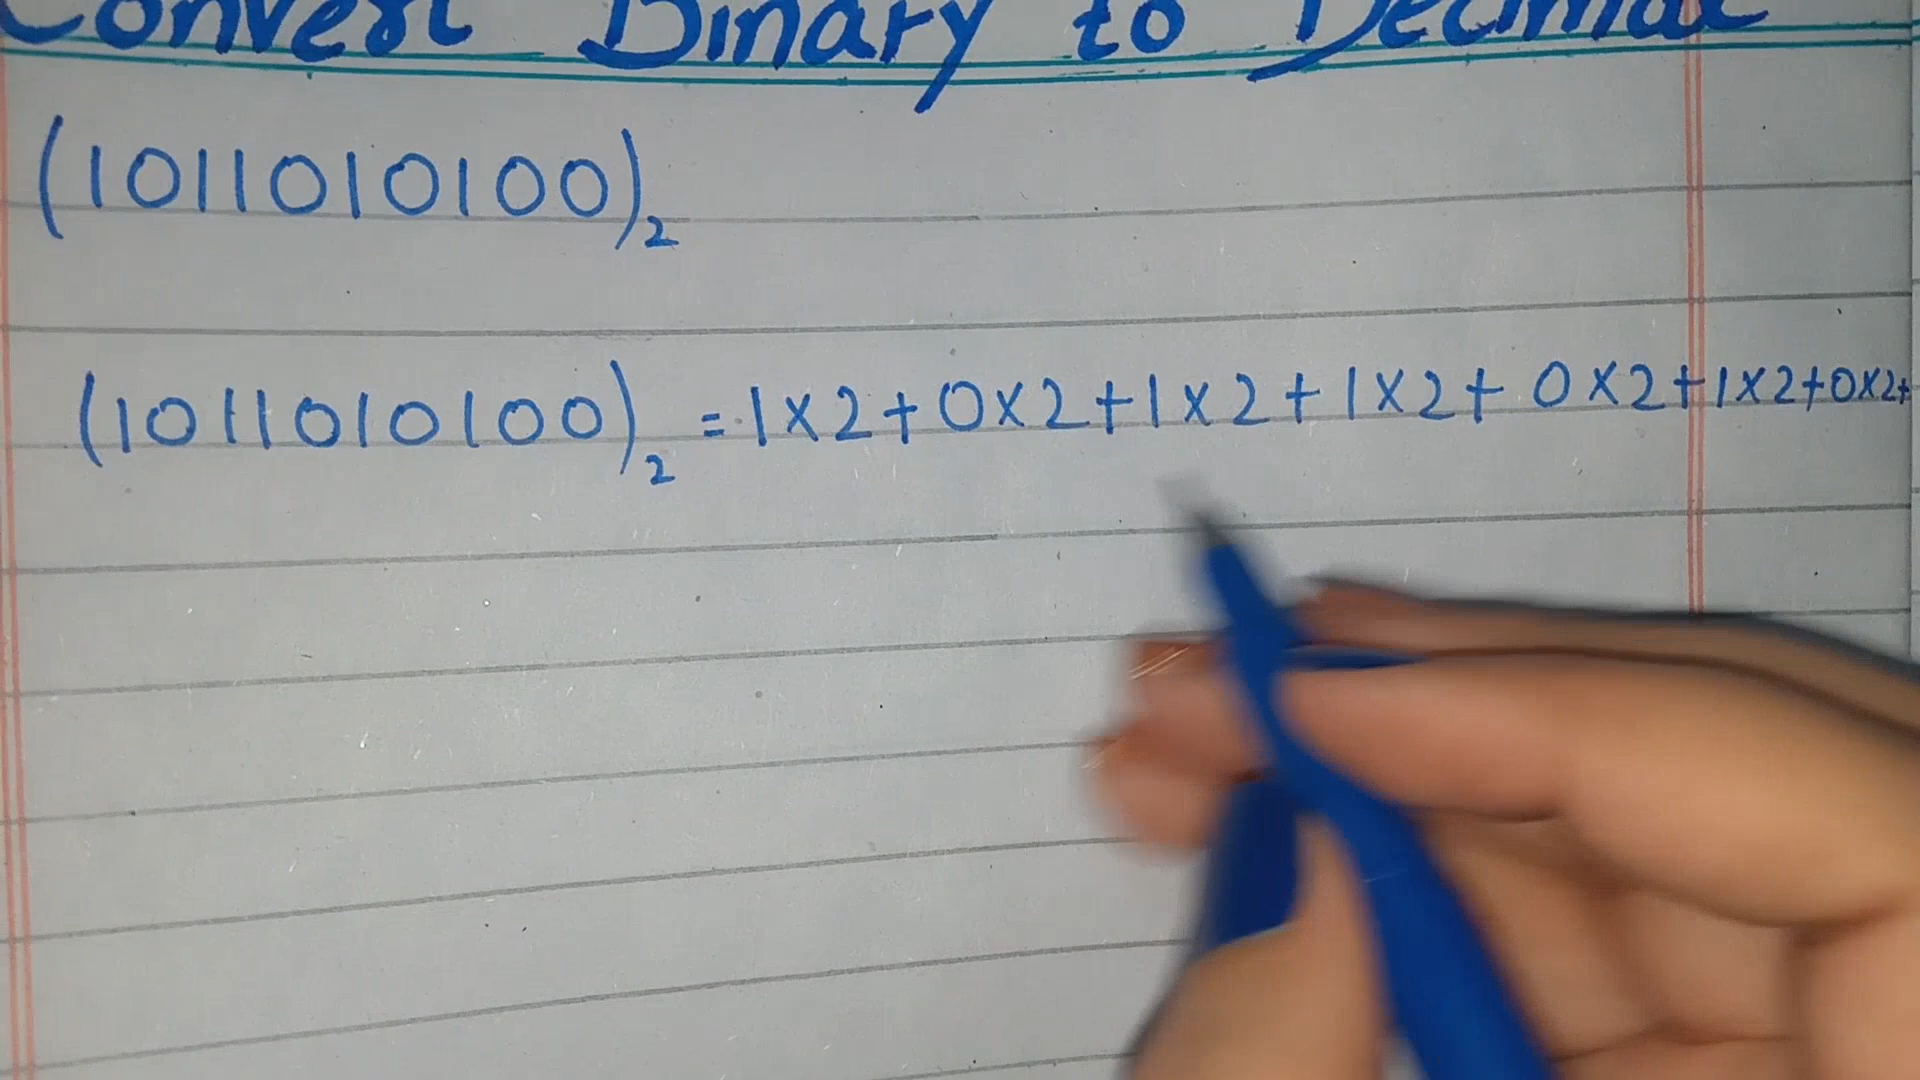 Convert Binary to Decimal
(1011010100)₂
(1011010100)₂ = 1×2+0×2+1×2+1×2+0×2+1×2+0×2+